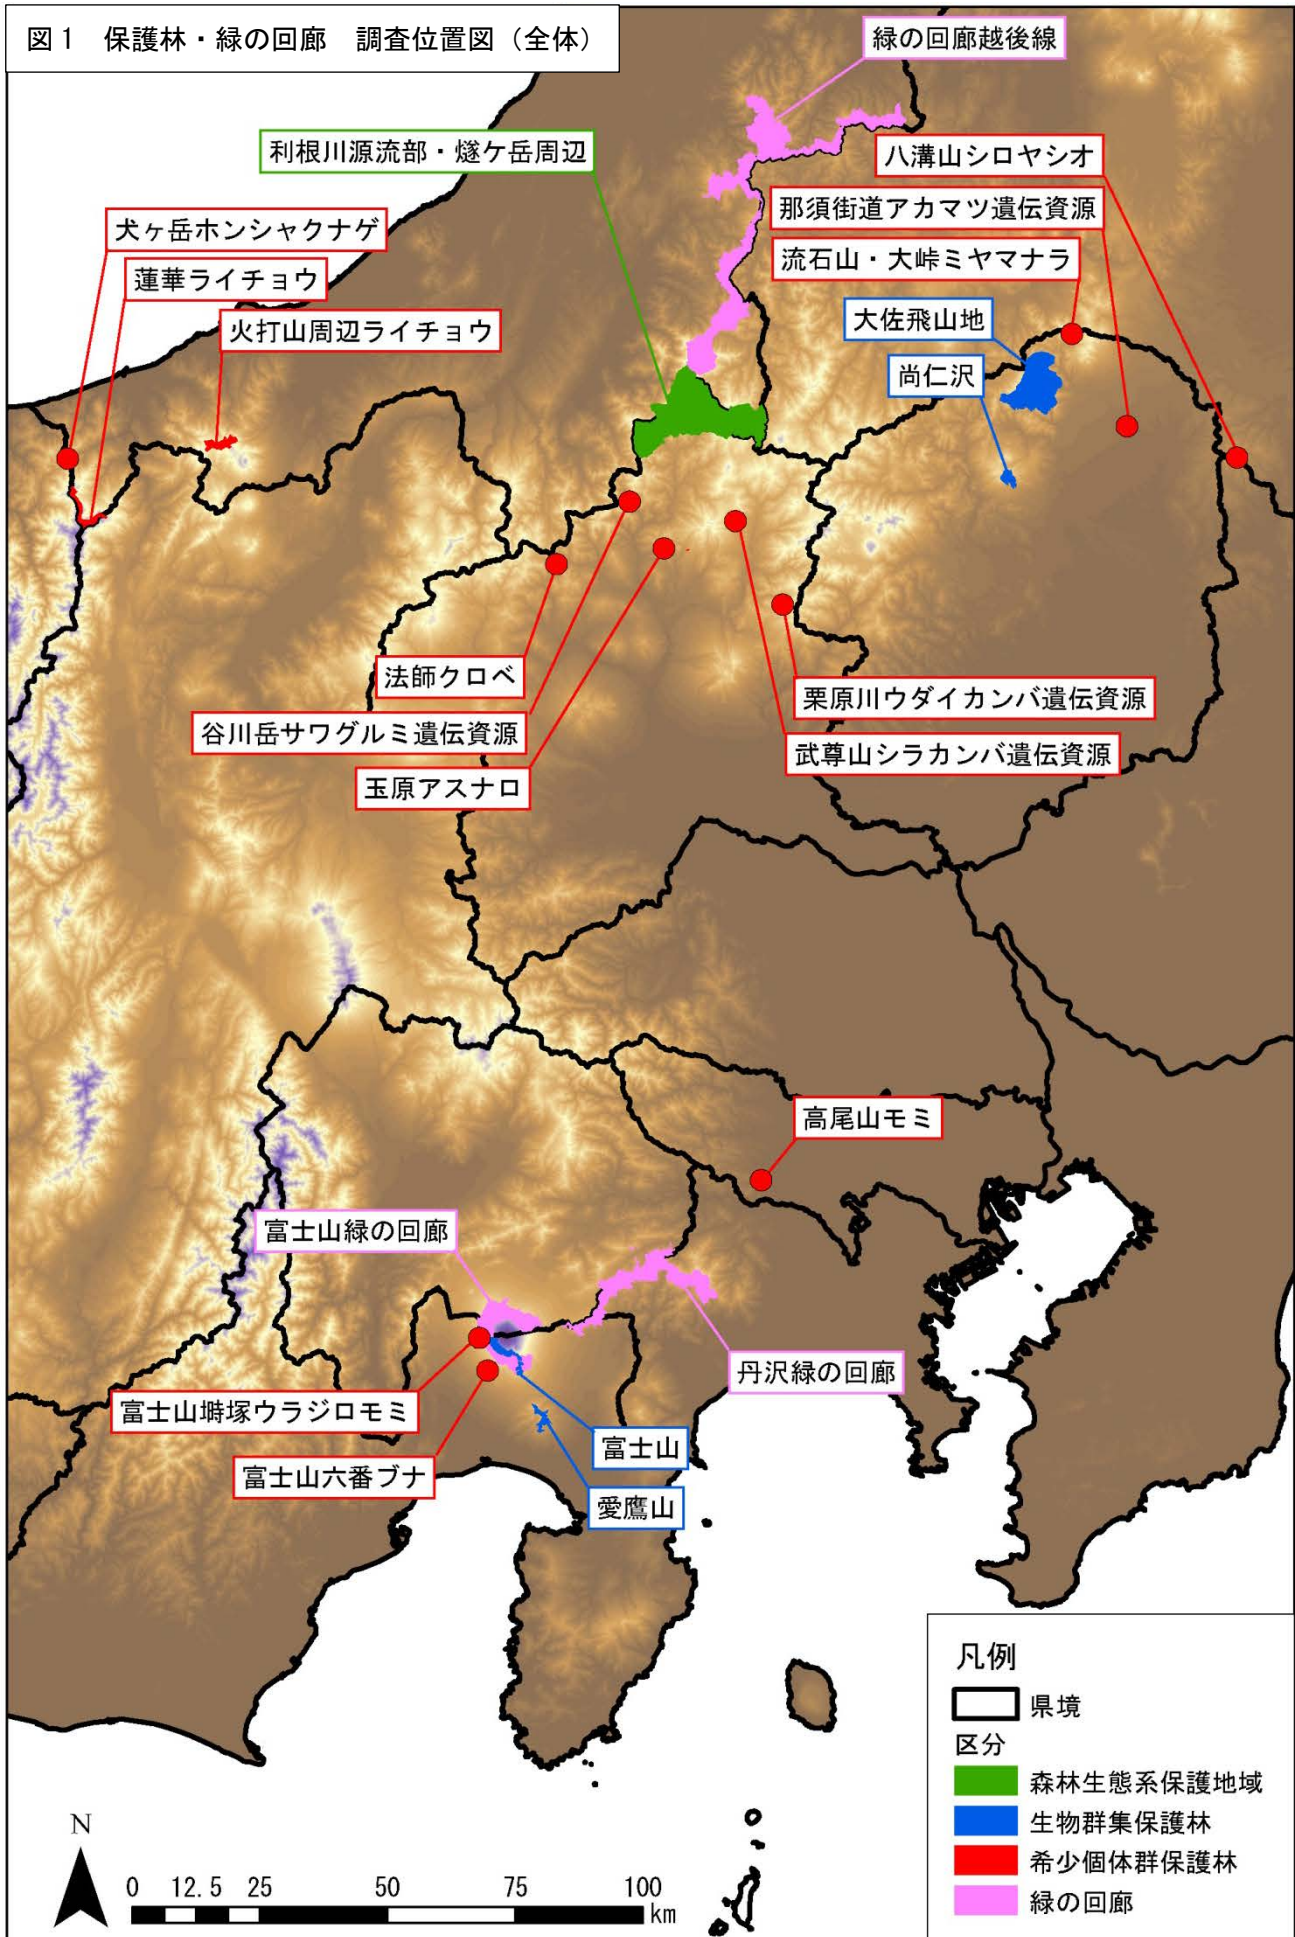 図1 保護林・緑の回廊 調査位置図（全体）
緑の回廊越後線
利根川源流部・燧ケ岳周辺
八溝山シロヤシオ
那須街道アカマツ遺伝資源
犬ヶ岳ホンシャクナゲ
流石山・大峠ミヤマナラ
蓮華ライチョウ
大佐飛山地
火打山周辺ライチョウ
尚仁沢
法師クロベ
栗原川ウダイカンバ遺伝資源
谷川岳サワグルミ遺伝資源
武尊山シラカンバ遺伝資源
玉原アスナロ
高尾山モミ
富士山緑の回廊
丹沢緑の回廊
富士山塒塚ウラジロモミ
富士山
富士山六番ブナ
愛鷹山
凡例
県境
区分
森林生態系保護地域
生物群集保護林
希少個体群保護林
緑の回廊
N
0 12.5 25 50 75 100
km